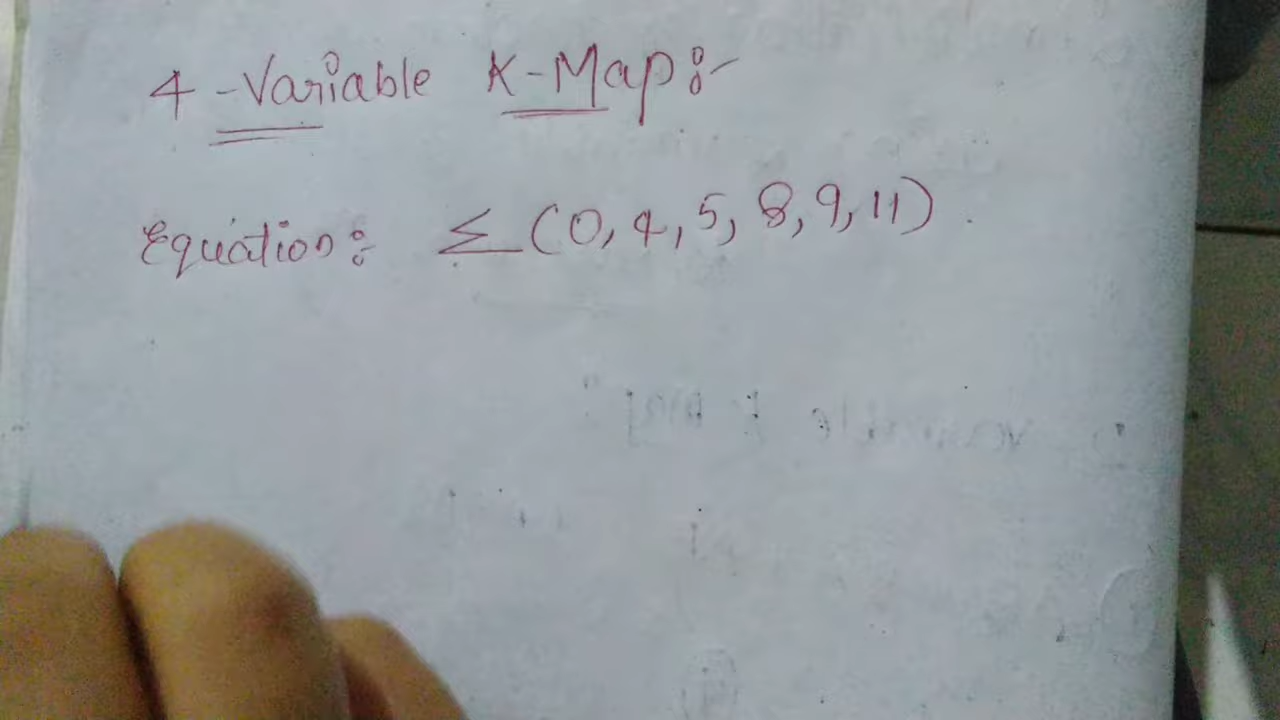 4-Variable K-Map:-
Equation:- Σ(0, 4, 5, 8, 9, 11).